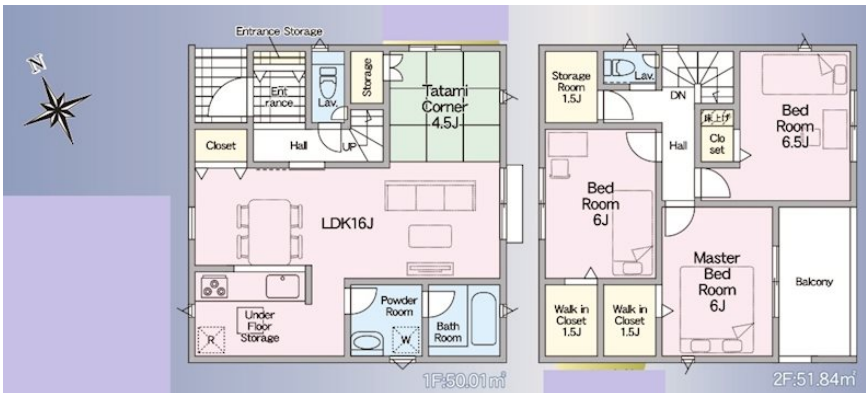 N
Entrance Storage
Ent
rance
Lav.
Storage
Tatami
Corner
4.5J
Closet
Hall
UP
LDK16J
Under
Floor
Storage
R
Powder
Room
W
Bath
Room
1F:50.01㎡
Storage
Room
1.5J
Lav.
DN
Hall
床上げ
Clo
set
Bed
Room
6.5J
Bed
Room
6J
Master
Bed
Room
6J
Balcony
Walk in
Closet
1.5J
Walk in
Closet
1.5J
2F:51.84㎡